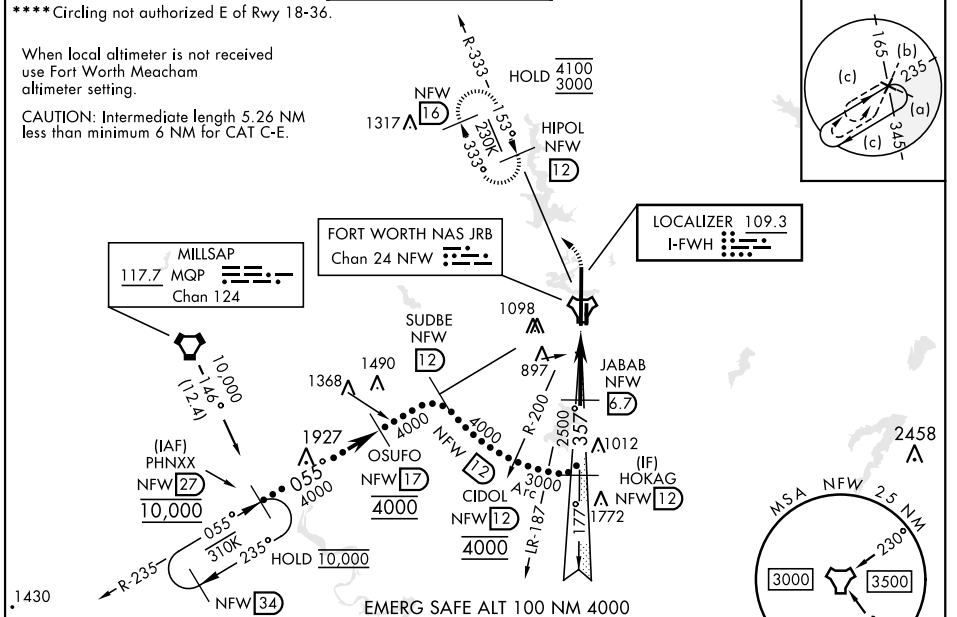 ****Circling not authorized E of Rwy 18-36.
When local altimeter is not received
use Fort Worth Meacham
altimeter setting.
CAUTION: Intermediate length 5.26 NM
less than minimum 6 NM for CAT C-E.
R-333
HOLD 4100
3000
NFW
16
1317
153°
230K
333°
HIPOL
NFW
12
165
(b)
235
(c)
(a)
(c)
345
LOCALIZER 109.3
I-FWH
FORT WORTH NAS JRB
Chan 24 NFW
MILLSAP
117.7 MQP
Chan 124
10,000
146°
(12.4)
SUDBE
NFW
12
1098
897
1490
1368
1927
JABAB
NFW
6.7
R-200
2500
357°
1012
4000
4000
NFW
12
Arc
3000
(IAF)
PHNXX
NFW 27
10,000
055°
4000
OSUFO
NFW 17
4000
CIDOL
NFW 12
4000
LR-187
177°
(IF)
HOKAG
NFW 12
1772
2458
055°
310K
235°
HOLD 10,000
R-235
NFW 34
1430
EMERG SAFE ALT 100 NM 4000
MSA NFW 25 NM
230°
3000
3500